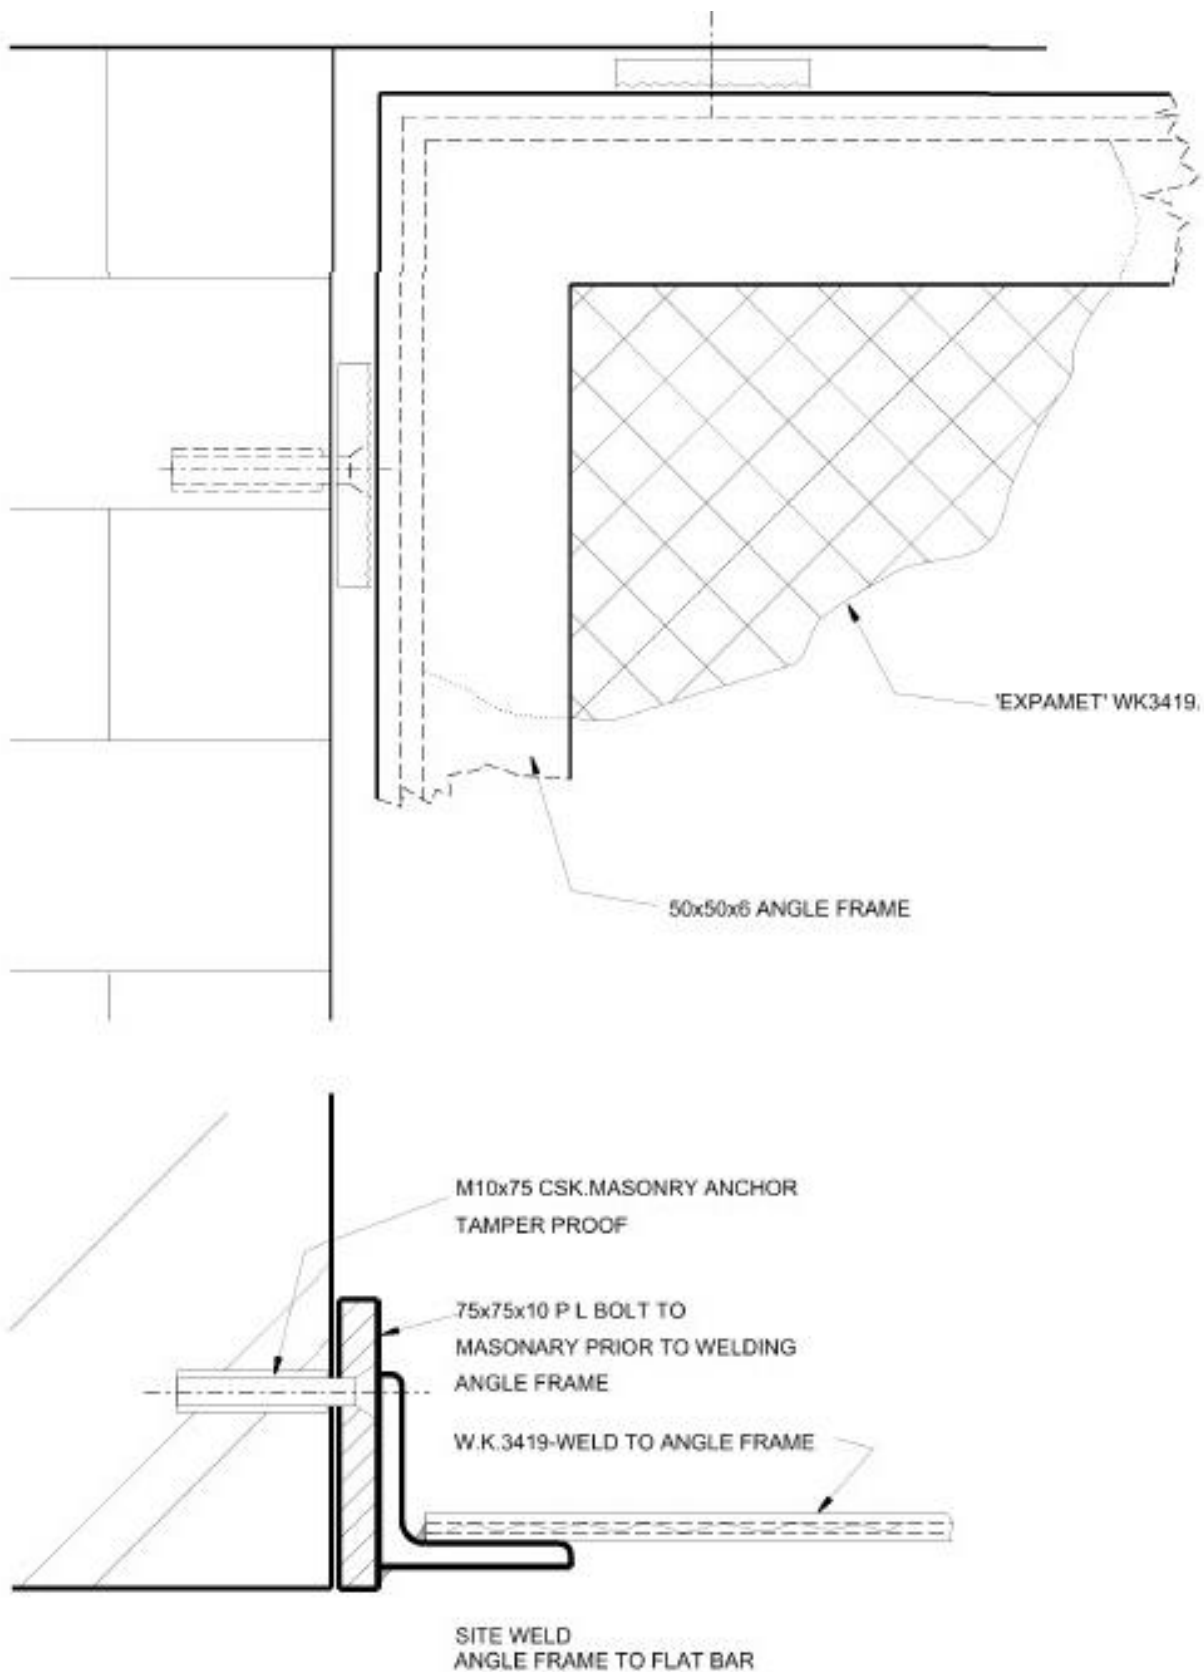 'EXPAMET' WK3419.
50x50x6 ANGLE FRAME
M10x75 CSK.MASONRY ANCHOR
TAMPER PROOF
75x75x10 P L BOLT TO
MASONARY PRIOR TO WELDING
ANGLE FRAME
W.K.3419-WELD TO ANGLE FRAME
SITE WELD
ANGLE FRAME TO FLAT BAR